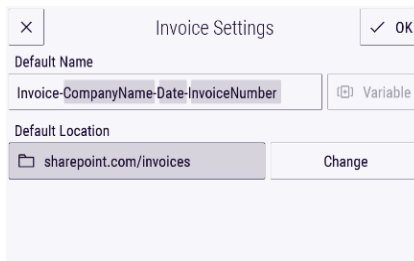 Invoice Settings
OK
Default Name
Invoice-CompanyName-Date-InvoiceNumber
Variable
Default Location
sharepoint.com/invoices
Change